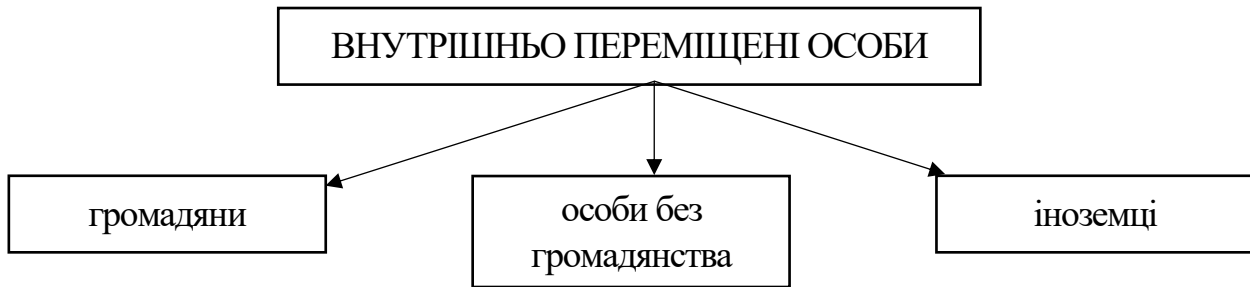 ВНУТРІШНЬО ПЕРЕМІЩЕНІ ОСОБИ
громадяни
особи без
громадянства
іноземці